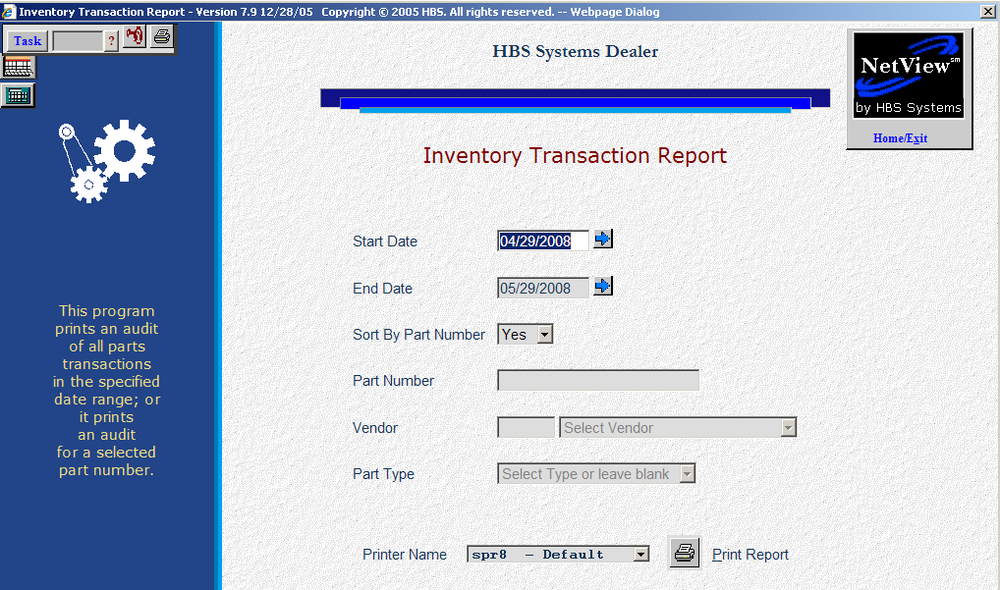 Inventory Transaction Report - Version 7.9 12/28/05 Copyright © 2005 HBS. All rights reserved. -- Webpage Dialog
Task ?
HBS Systems Dealer
NetView℠
by HBS Systems
Home/Exit
Inventory Transaction Report
Start Date 04/29/2008
End Date 05/29/2008
Sort By Part Number Yes
Part Number
Vendor Select Vendor
Part Type Select Type or leave blank
Printer Name spr8 - Default Print Report
This program
prints an audit
of all parts
transactions
in the specified
date range; or
it prints
an audit
for a selected
part number.